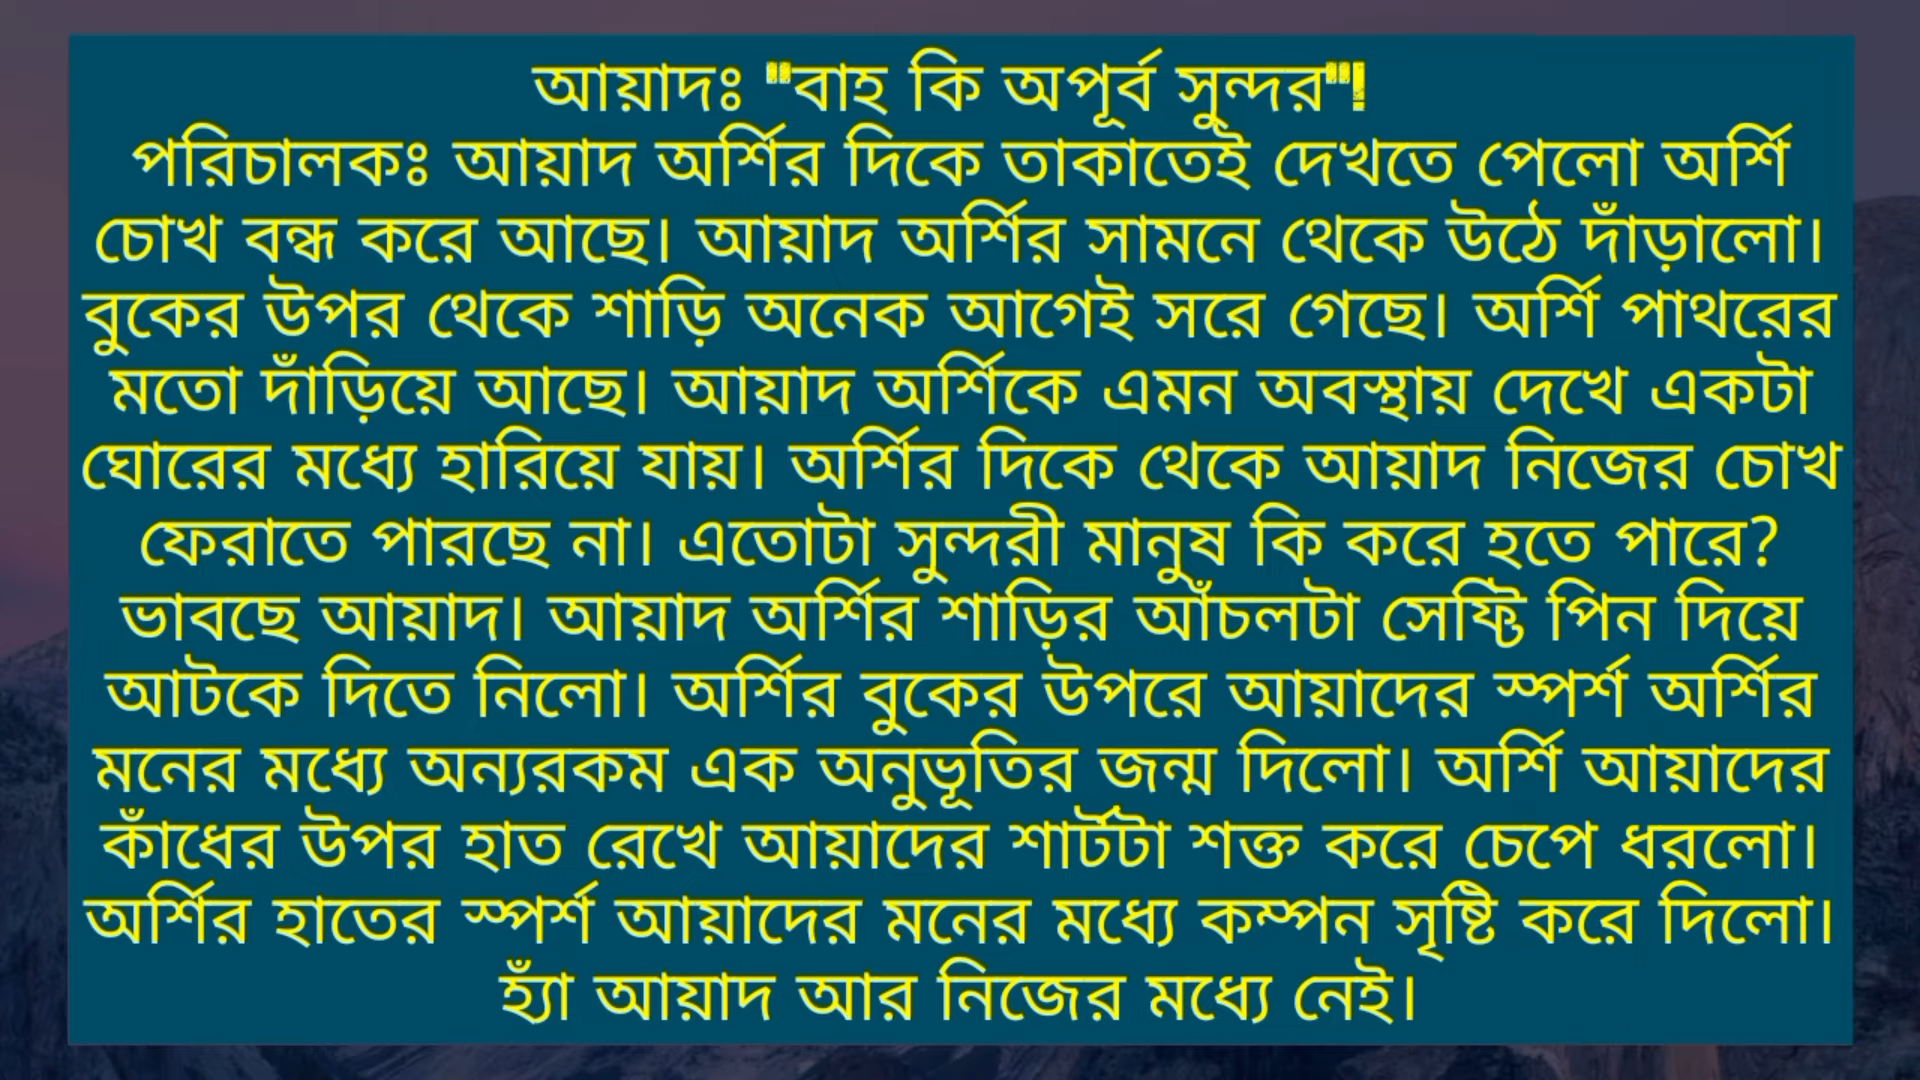 আয়াদঃ "বাহ কি অপূর্ব সুন্দর"!
পরিচালকঃ আয়াদ অর্শির দিকে তাকাতেই দেখতে পেলো অর্শি
চোখ বন্ধ করে আছে। আয়াদ অর্শির সামনে থেকে উঠে দাঁড়ালো।
বুকের উপর থেকে শাড়ি অনেক আগেই সরে গেছে। অর্শি পাথরের
মতো দাঁড়িয়ে আছে। আয়াদ অর্শিকে এমন অবস্থায় দেখে একটা
ঘোরের মধ্যে হারিয়ে যায়। অর্শির দিকে থেকে আয়াদ নিজের চোখ
ফেরাতে পারছে না। এতোটা সুন্দরী মানুষ কি করে হতে পারে?
ভাবছে আয়াদ। আয়াদ অর্শির শাড়ির আঁচলটা সেফ্টি পিন দিয়ে
আটকে দিতে নিলো। অর্শির বুকের উপরে আয়াদের স্পর্শ অর্শির
মনের মধ্যে অন্যরকম এক অনুভূতির জন্ম দিলো। অর্শি আয়াদের
কাঁধের উপর হাত রেখে আয়াদের শার্টটা শক্ত করে চেপে ধরলো।
অর্শির হাতের স্পর্শ আয়াদের মনের মধ্যে কম্পন সৃষ্টি করে দিলো।
হ্যাঁ আয়াদ আর নিজের মধ্যে নেই।